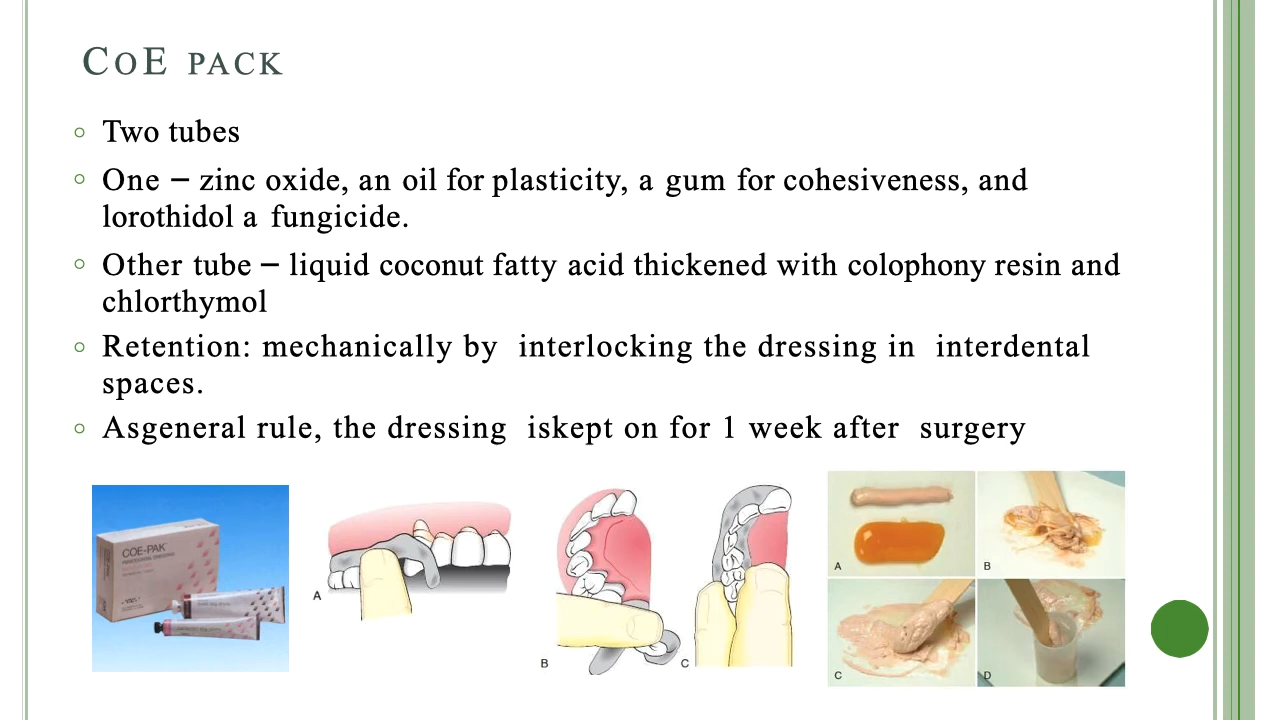 CoE PACK
Two tubes
One – zinc oxide, an oil for plasticity, a gum for cohesiveness, and
lorothidol a fungicide.
Other tube – liquid coconut fatty acid thickened with colophony resin and
chlorthymol
Retention: mechanically by interlocking the dressing in interdental
spaces.
Asgeneral rule, the dressing iskept on for 1 week after surgery
COE-PAK
A
B
C
A
B
C
D